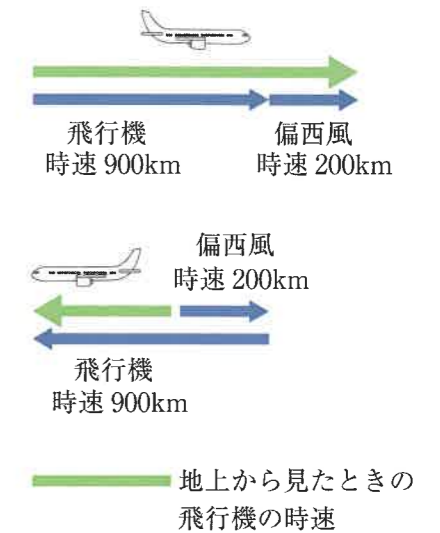 飛行機
時速 900km
偏西風
時速 200km
偏西風
時速 200km
飛行機
時速 900km
地上から見たときの
飛行機の時速